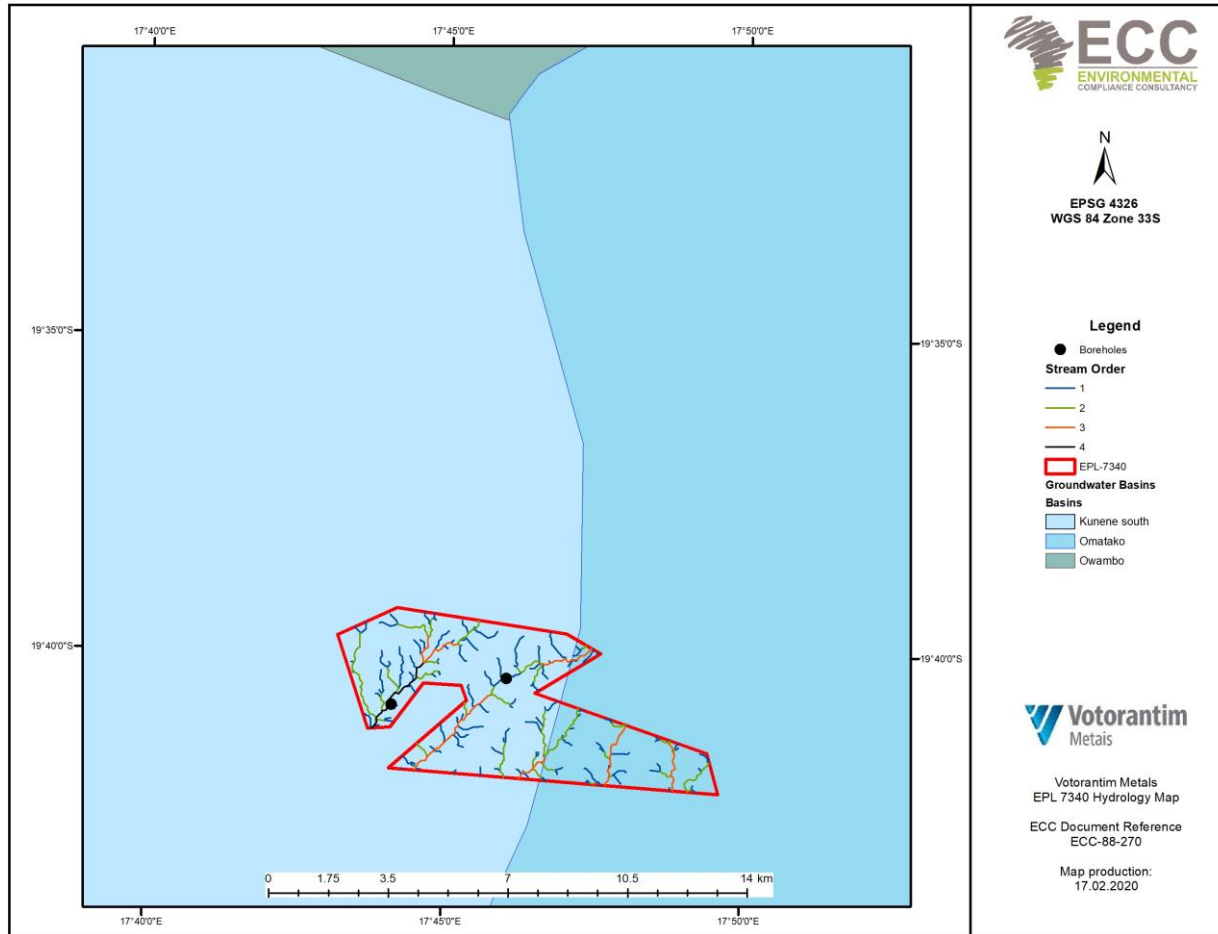 17°40'0"E
17°45'0"E
17°50'0"E
19°35'0"S
19°35'0"S
19°40'0"S
19°40'0"S
0 1.75 3.5 7 10.5 14 km
17°40'0"E
17°45'0"E
17°50'0"E
ECC
ENVIRONMENTAL
COMPLIANCE CONSULTANCY
N
EPSG 4326
WGS 84 Zone 33S
Legend
Boreholes
Stream Order
1
2
3
4
EPL-7340
Groundwater Basins
Basins
Kunene south
Omatako
Owambo
Votorantim
Metais
Votorantim Metals
EPL 7340 Hydrology Map
ECC Document Reference
ECC-88-270
Map production:
17.02.2020